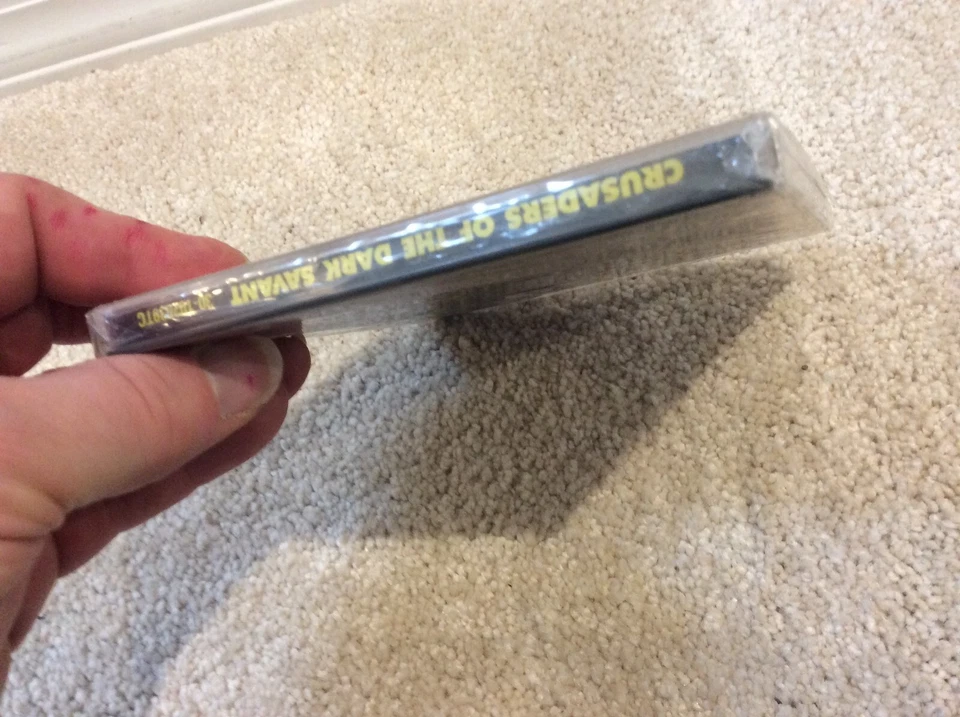 CRUSADERS OF THE DARK SAVANT